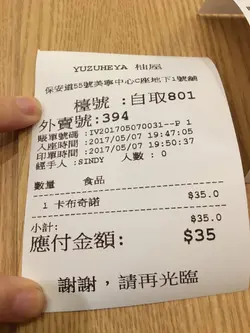 YUZUHEYA 柚屋
保安道55號美寧中心C座地下1號舖
檯號 :自取801
外賣號:394
賬單單號碼:IV201705070031--P 1
入座時間:2017/05/07 19:47:05
印單時間:2017/05/07 19:50:37
經手人 :SINDY 人數 : 0
數量 食品
1 卡布奇諾 $35.0
小計: $35.0
應付金額: $35
謝謝，請再光臨